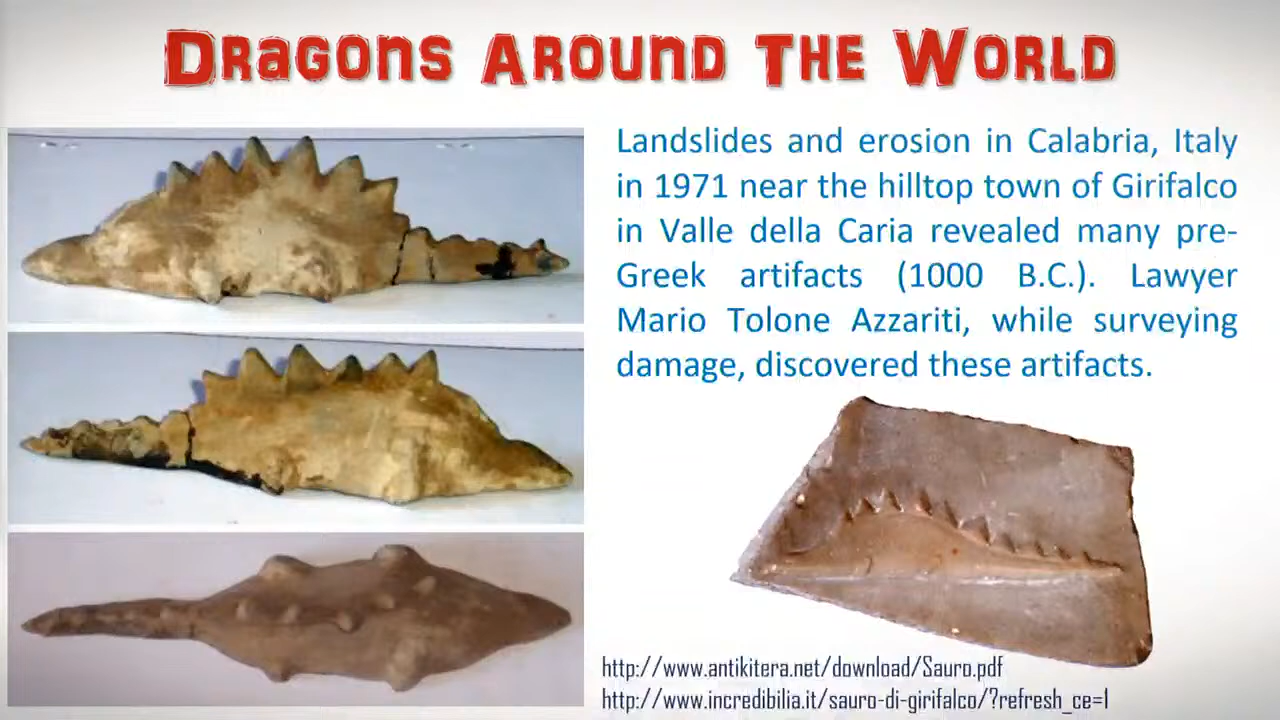 Dragons Around The World
Landslides and erosion in Calabria, Italy
in 1971 near the hilltop town of Girifalco
in Valle della Caria revealed many pre-
Greek artifacts (1000 B.C.). Lawyer
Mario Tolone Azzariti, while surveying
damage, discovered these artifacts.
http://www.antikitera.net/download/Sauro.pdf
http://www.incredibilia.it/sauro-di-girifalco/?refresh_ce=1